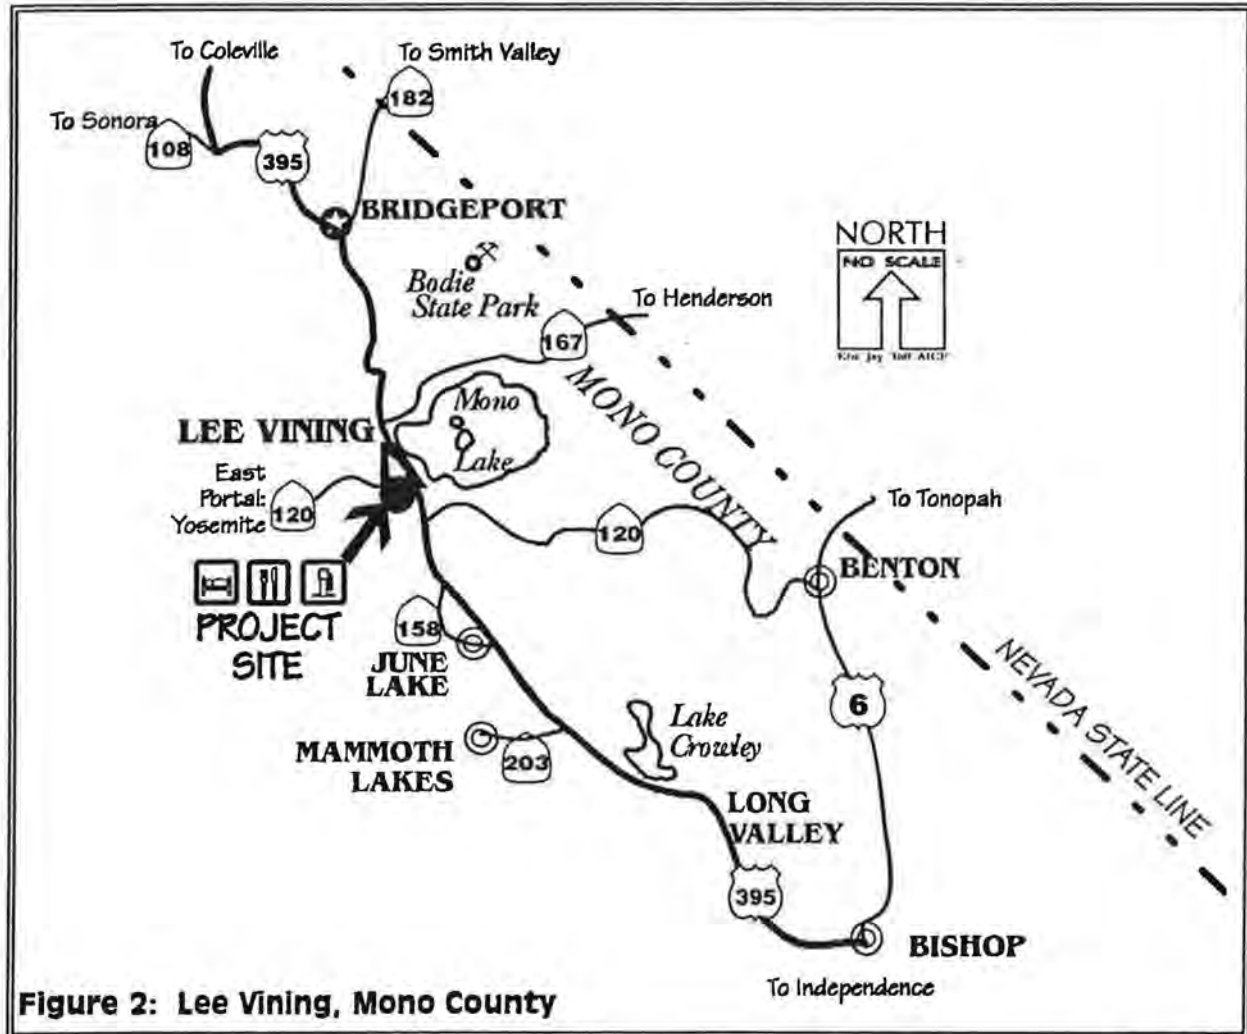 To Coleville
To Smith Valley
182
To Sonora
108
395
BRIDGEPORT
NORTH
NO SCALE
Bodie
State Park
To Henderson
167
MONO COUNTY
Mono
Lake
LEE VINING
East
Portal:
Yosemite
120
120
To Tonopah
BENTON
PROJECT
SITE
158
JUNE
LAKE
NEVADA STATE LINE
6
Lake
Crowley
MAMMOTH
LAKES
203
LONG
VALLEY
395
BISHOP
To Independence
Figure 2: Lee Vining, Mono County